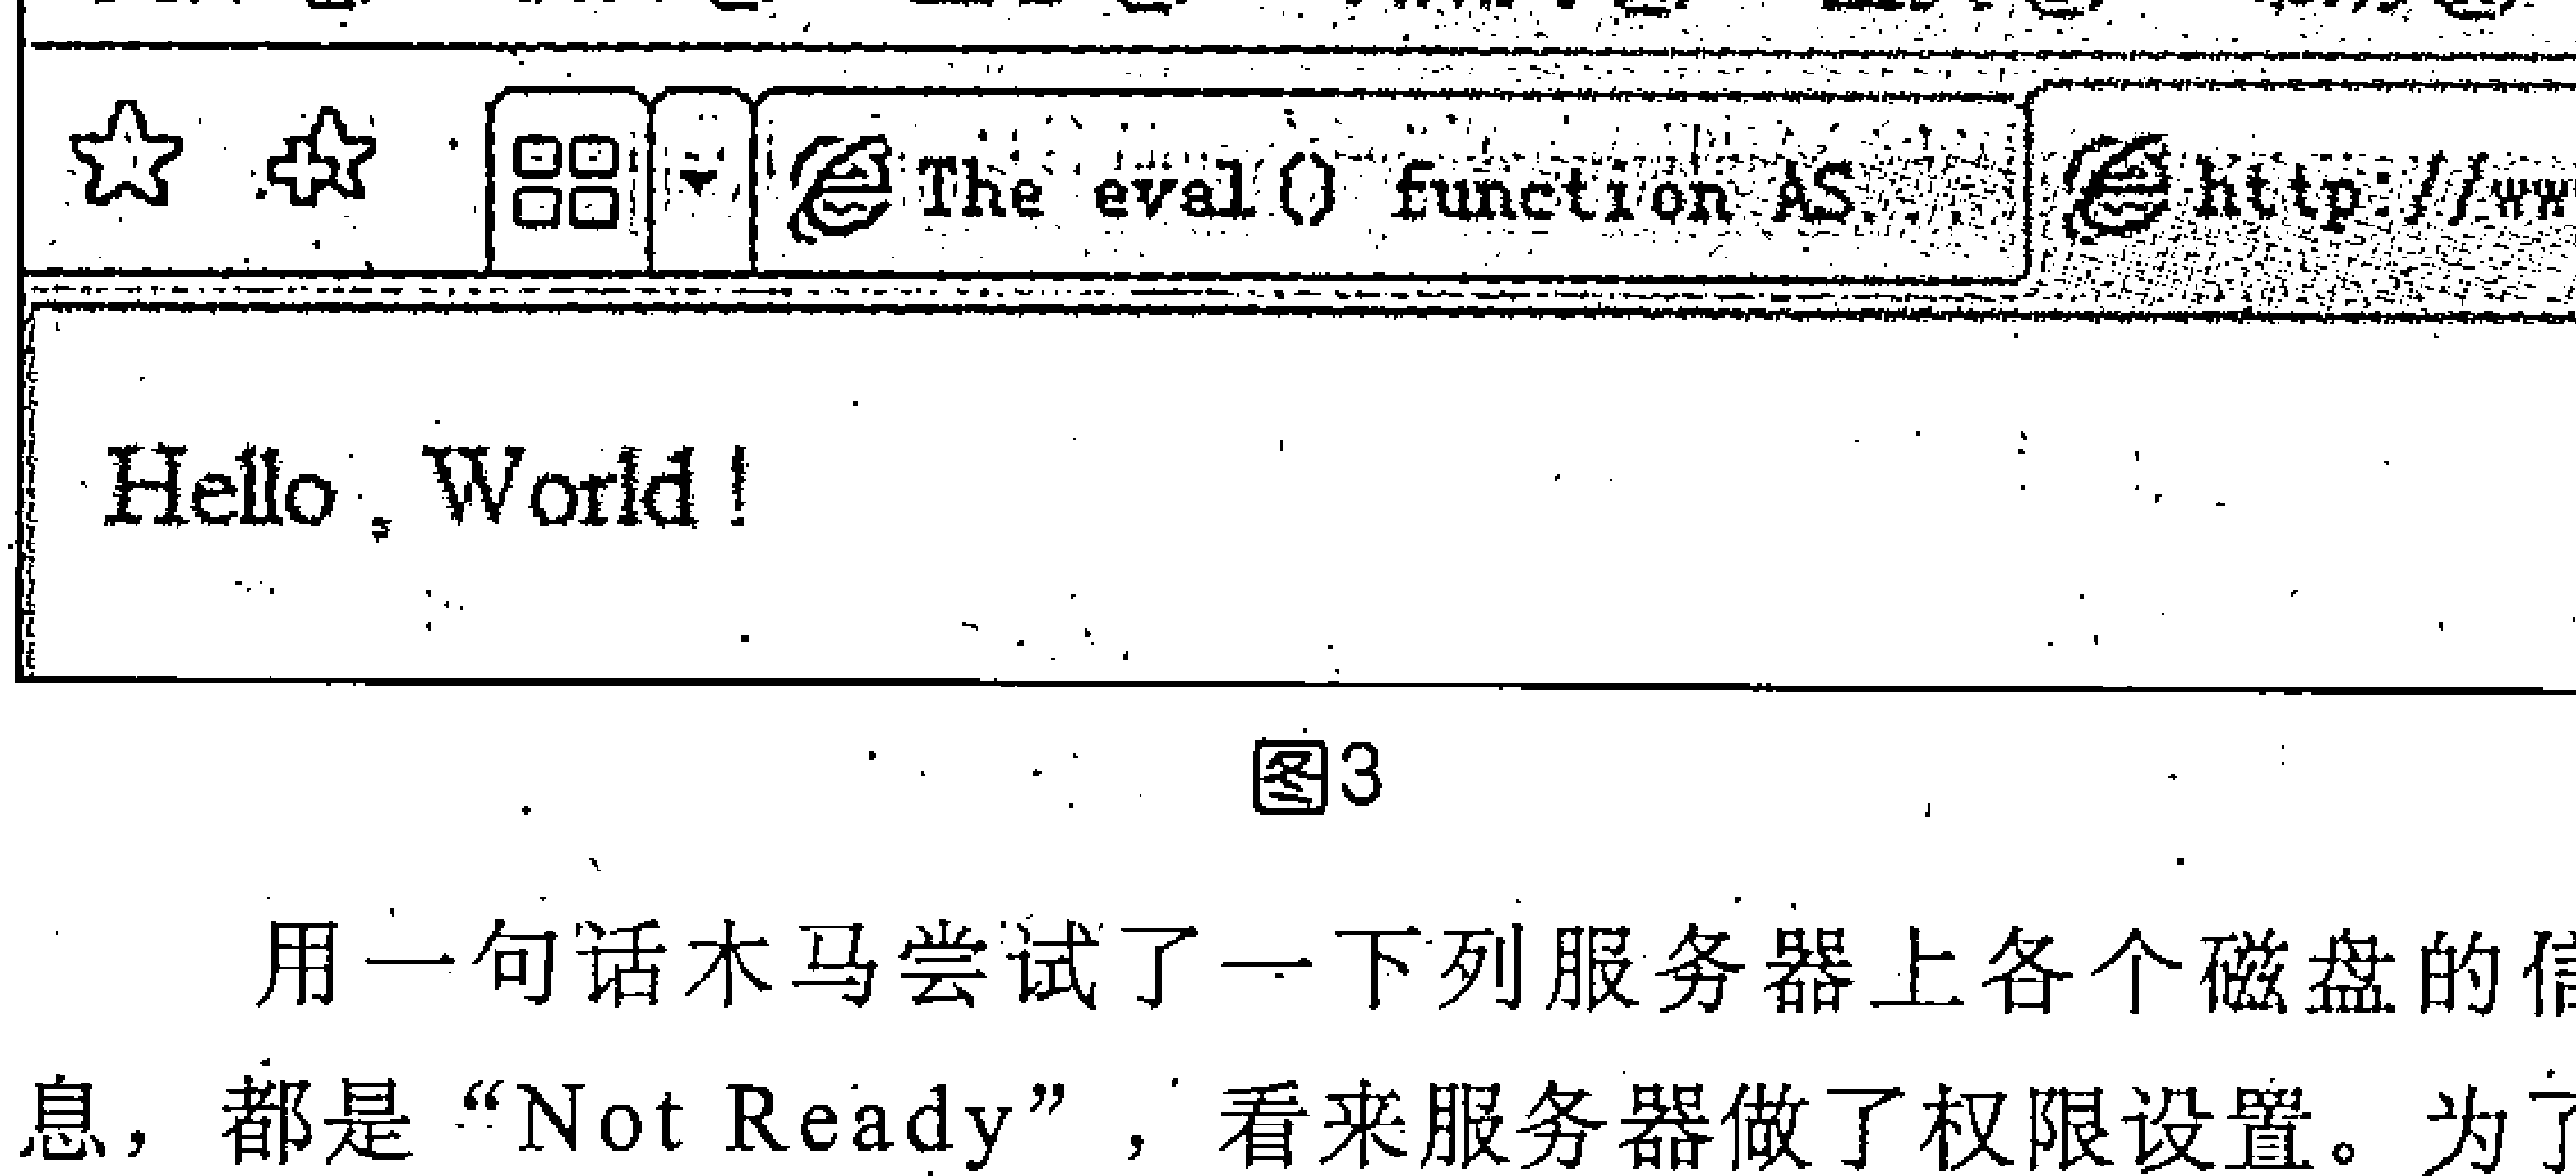 The eval() function AS...
http://ww
Hello , World !
图3
用一句话木马尝试了一下列服务器上各个磁盘的信
息，都是“Not Ready”，看来服务器做了权限设置。为了